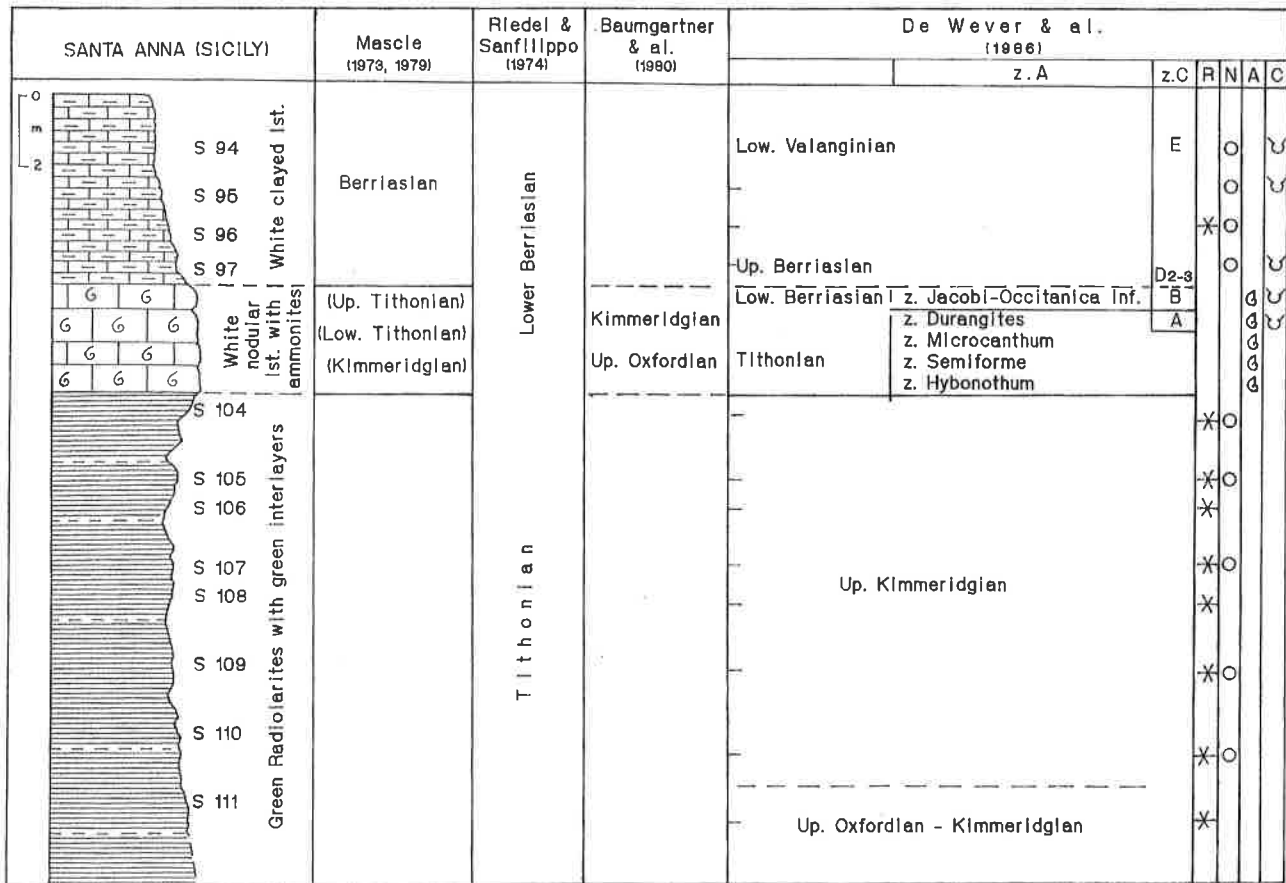 SANTA ANNA (SICILY)
Mascle
(1973, 1979)
Riedel &
Sanfilippo
(1974)
Baumgartner
& al.
(1980)
De Wever & al.
(1986)
z.A
z.C
R
N
A
C
0
m
2
S 94
S 95
S 96
S 97
S 104
S 105
S 106
S 107
S 108
S 109
S 110
S 111
White clayed lst.
White
nodular
lst. with
ammonites
Green Radiolarites with green interlayers
Berriasian
(Up. Tithonian)
(Low. Tithonian)
(Kimmeridgian)
Lower Berriasian
Tithonian
Kimmeridgian
Up. Oxfordian
Low. Valanginian
E
Up. Berriasian
D2-3
Low. Berriasian
z. Jacobi-Occitanica Inf.
B
z. Durangites
A
z. Microcanthum
Tithonian
z. Semiforme
z. Hybonothum
Up. Kimmeridgian
Up. Oxfordian - Kimmeridgian